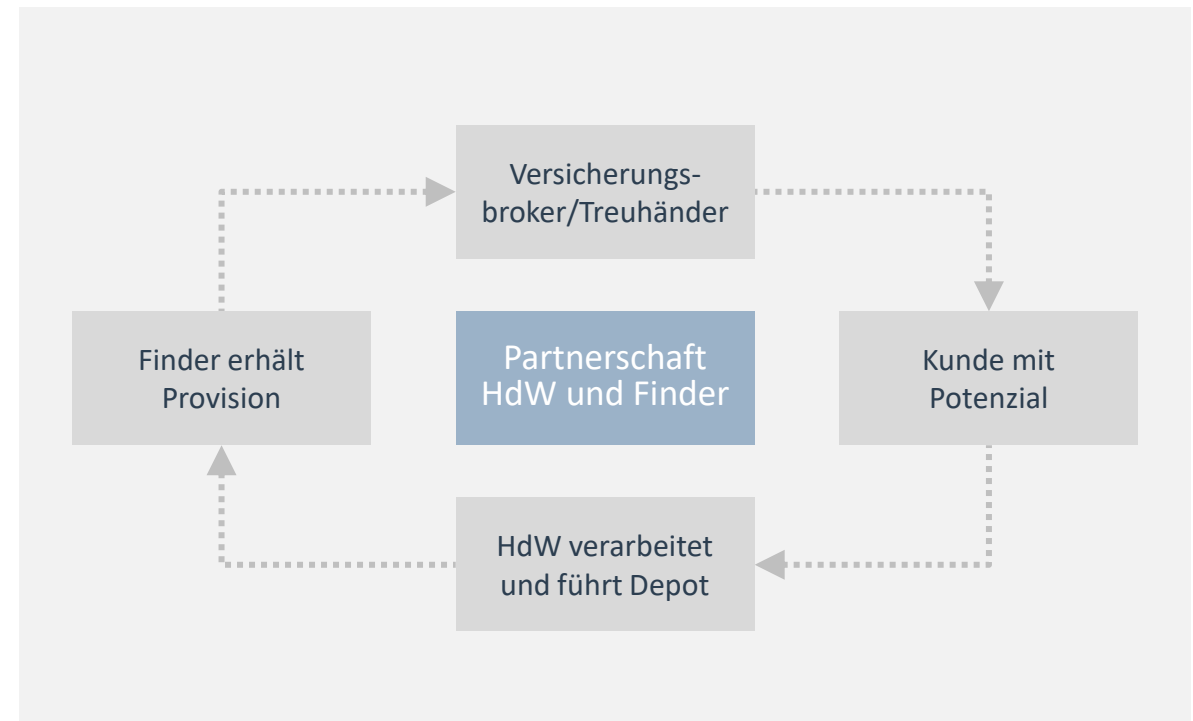 Versicherungs-
broker/Treuhänder
Finder erhält
Provision
Partnerschaft
HdW und Finder
Kunde mit
Potenzial
HdW verarbeitet
und führt Depot